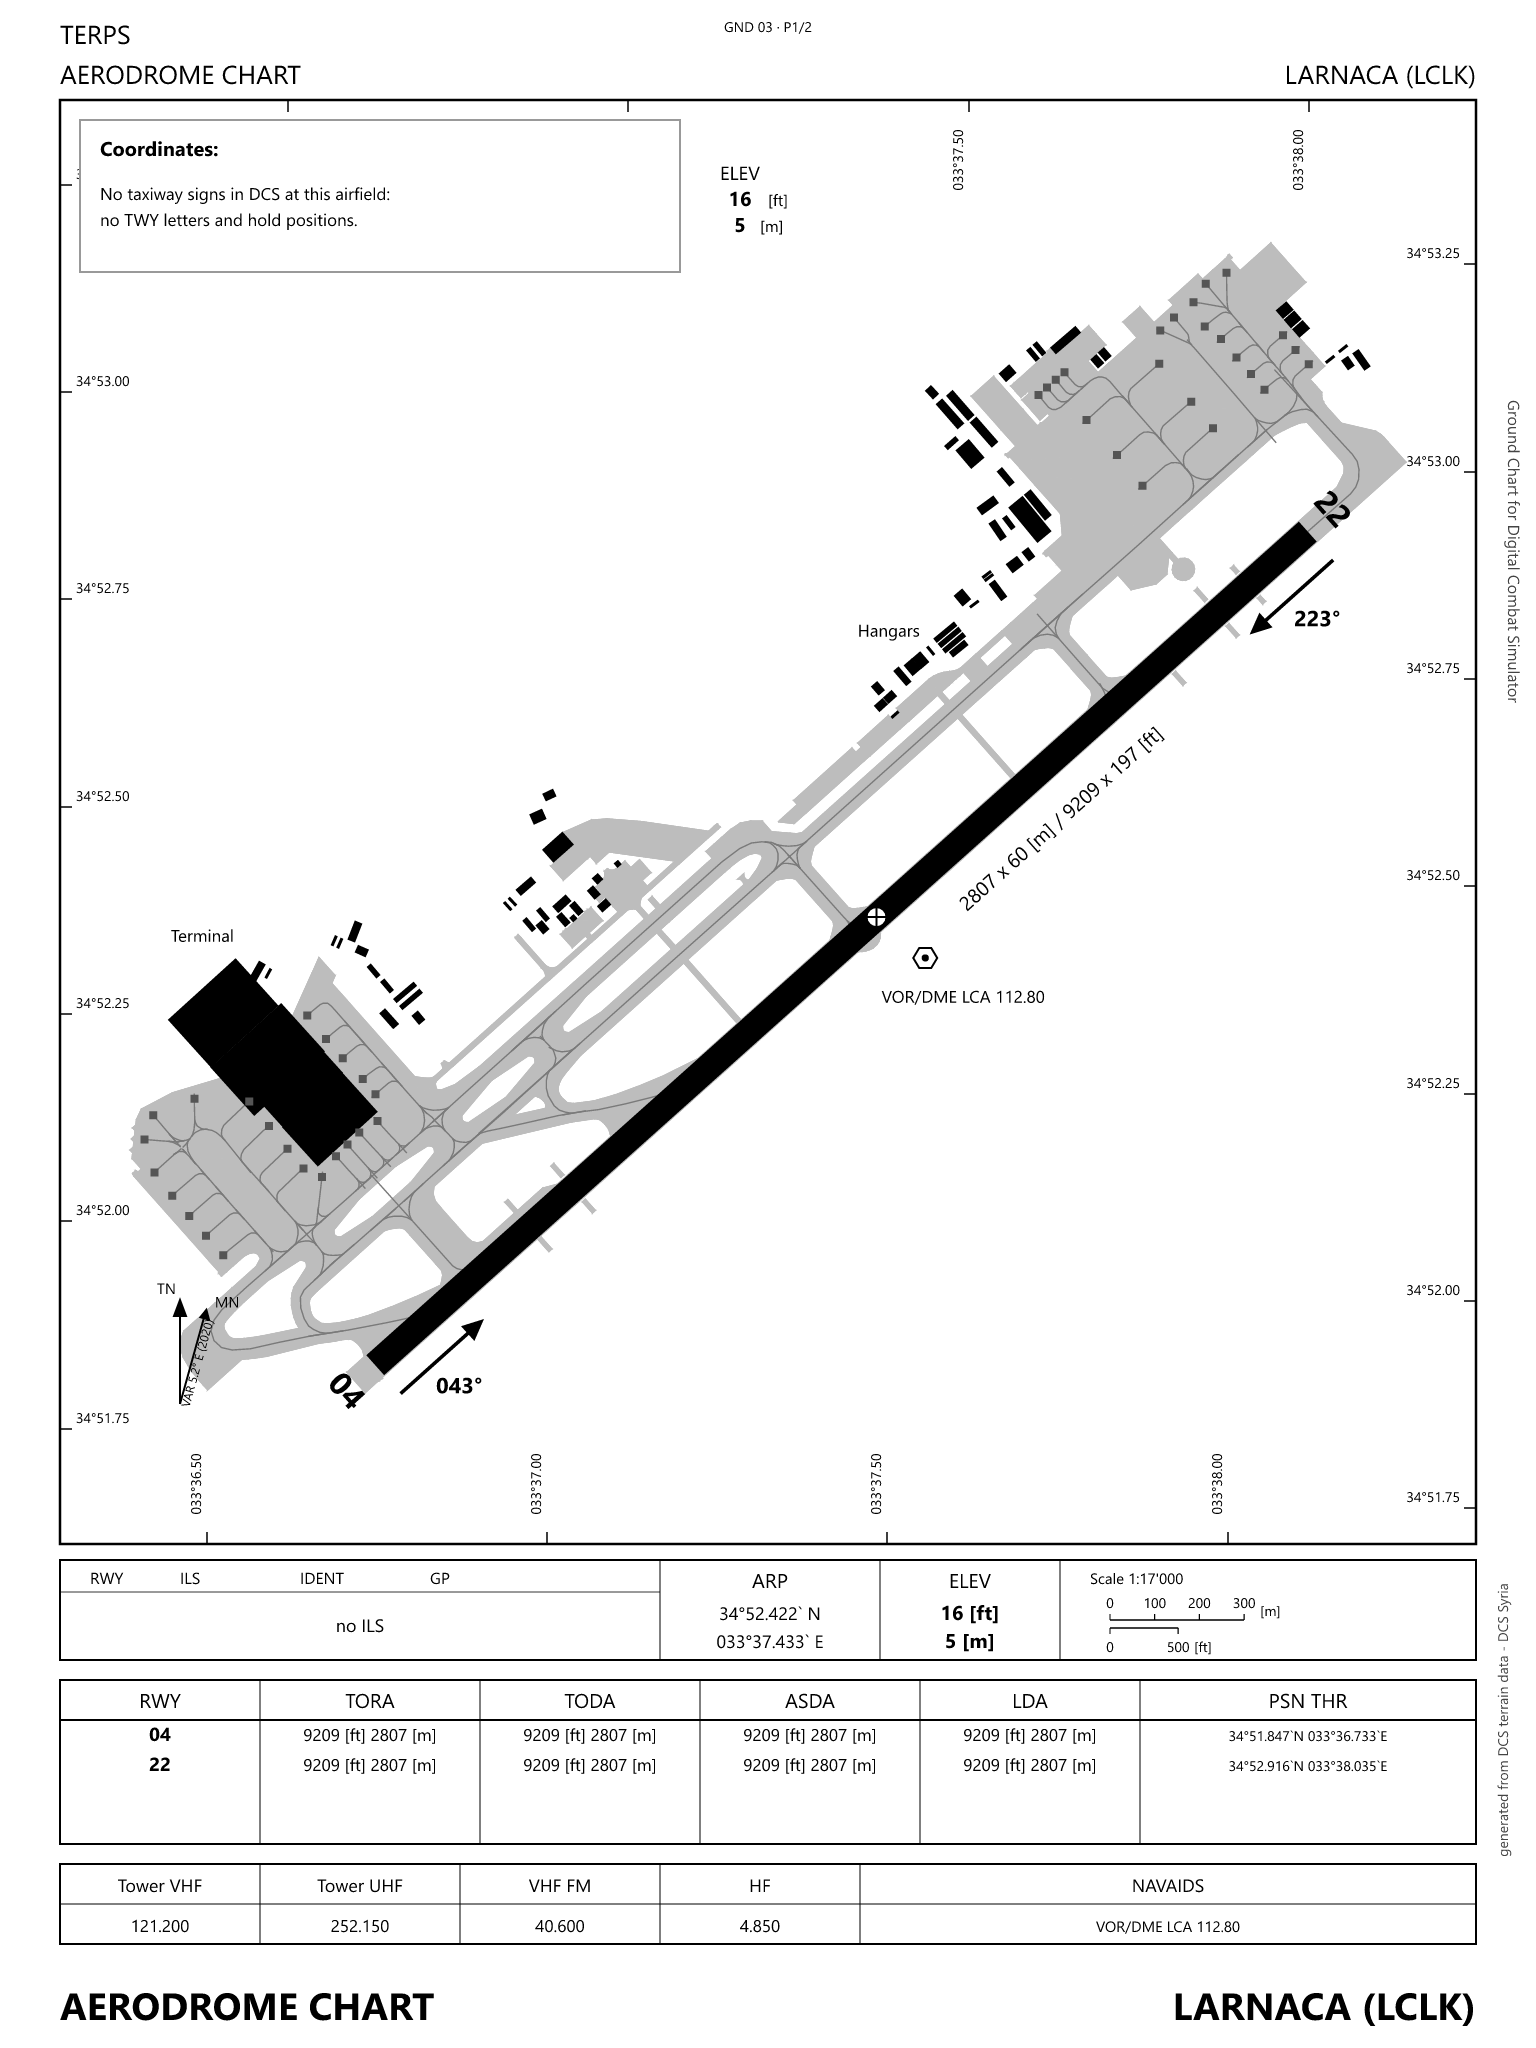 GND 03 · P1/2
TERPS
AERODROME CHART
LARNACA (LCLK)
Coordinates:
No taxiway signs in DCS at this airfield:
no TWY letters and hold positions.
ELEV
16 [ft]
5 [m]
033°37.50
033°38.00
34°53.25
34°53.00
34°53.00
34°52.75
34°52.75
34°52.50
34°52.50
34°52.25
34°52.25
34°52.00
34°52.00
34°51.75
34°51.75
22
223°
Hangars
2807 x 60 [m] / 9209 x 197 [ft]
Terminal
VOR/DME LCA 112.80
TN
MN
VAR 5.2° E (2020)
04
043°
033°36.50
033°37.00
033°37.50
033°38.00
Ground Chart for Digital Combat Simulator
RWY ILS IDENT GP
no ILS
ARP
34°52.422` N
033°37.433` E
ELEV
16 [ft]
5 [m]
Scale 1:17'000
0 100 200 300 [m]
0 500 [ft]
RWY TORA TODA ASDA LDA PSN THR
04 9209 [ft] 2807 [m] 9209 [ft] 2807 [m] 9209 [ft] 2807 [m] 9209 [ft] 2807 [m] 34°51.847`N 033°36.733`E
22 9209 [ft] 2807 [m] 9209 [ft] 2807 [m] 9209 [ft] 2807 [m] 9209 [ft] 2807 [m] 34°52.916`N 033°38.035`E
generated from DCS terrain data - DCS Syria
Tower VHF Tower UHF VHF FM HF NAVAIDS
121.200 252.150 40.600 4.850 VOR/DME LCA 112.80
AERODROME CHART
LARNACA (LCLK)